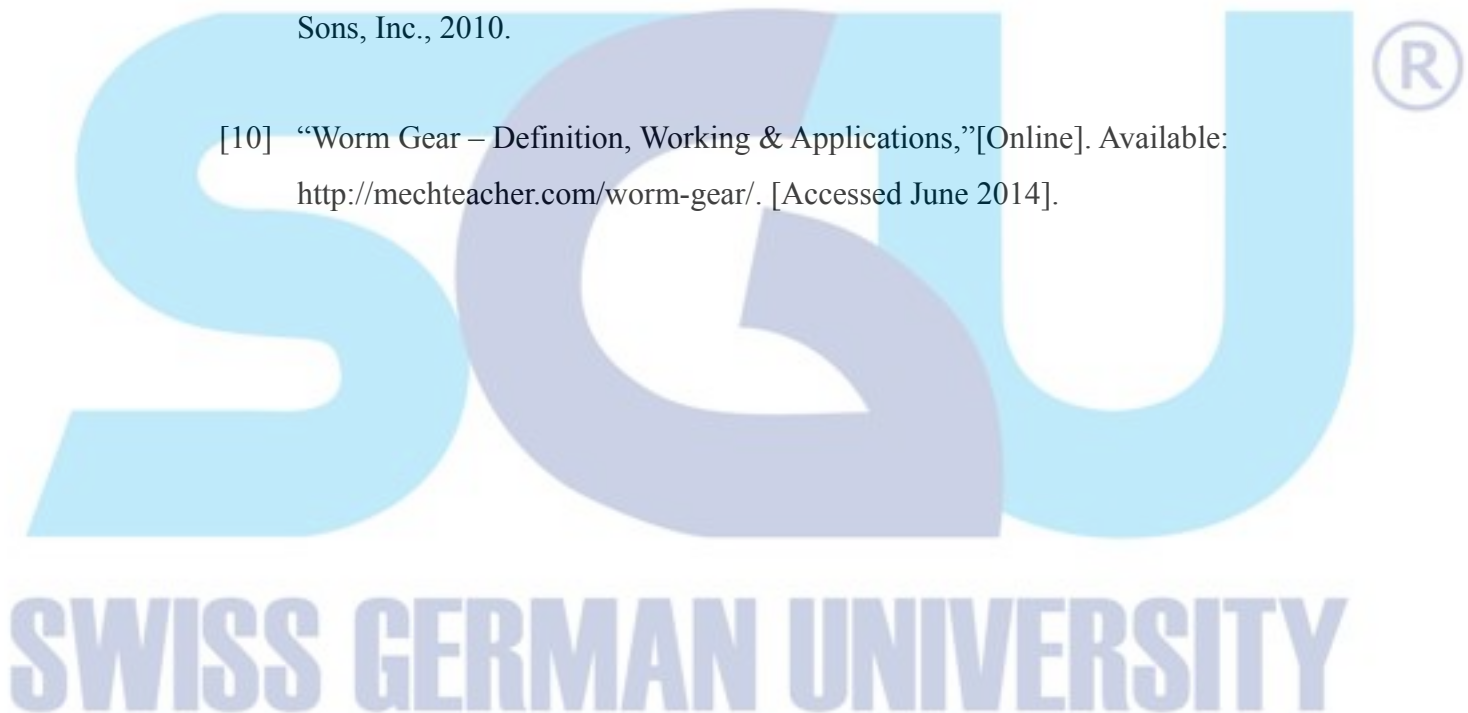 Sons, Inc., 2010.
[10] “Worm Gear – Definition, Working & Applications,”[Online]. Available:
http://mechteacher.com/worm-gear/. [Accessed June 2014].
SGU ®
SWISS GERMAN UNIVERSITY